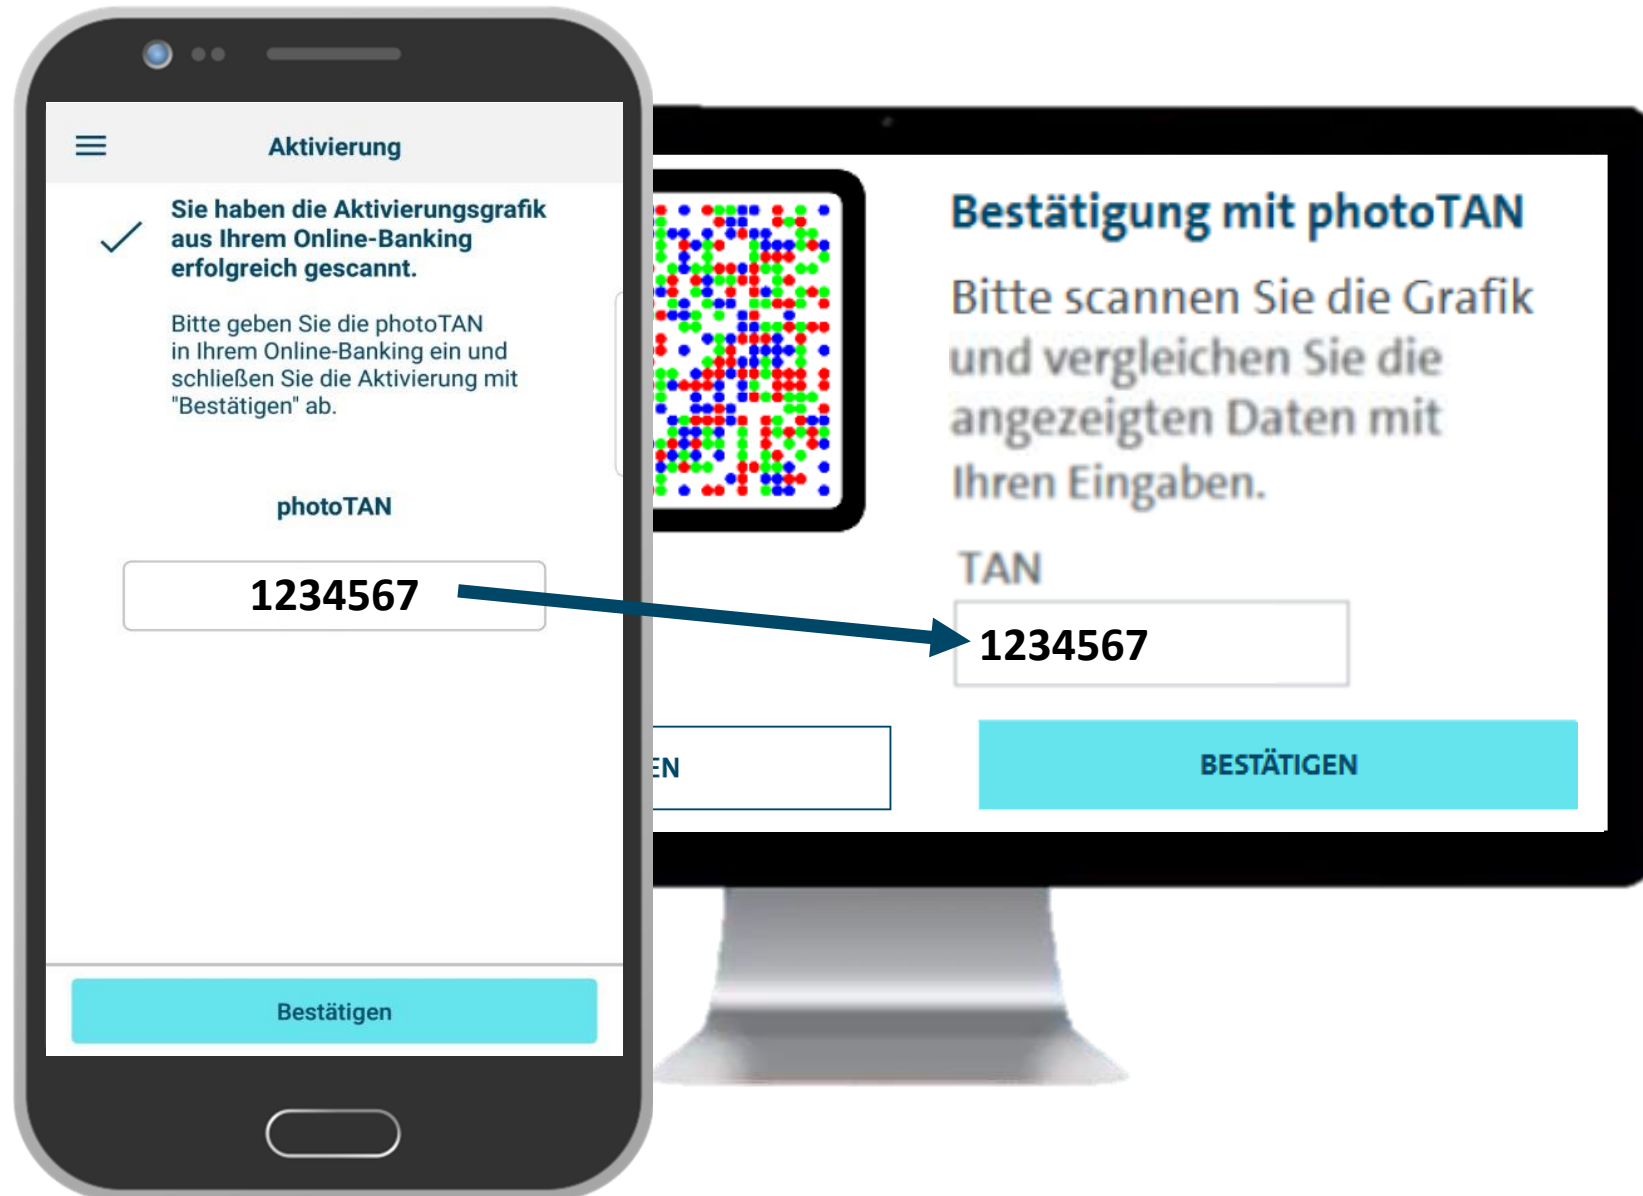 Aktivierung
Sie haben die Aktivierungsgrafik
aus Ihrem Online-Banking
erfolgreich gescannt.
Bitte geben Sie die photoTAN
in Ihrem Online-Banking ein und
schließen Sie die Aktivierung mit
"Bestätigen" ab.
photoTAN
1234567
Bestätigen
Bestätigung mit photoTAN
Bitte scannen Sie die Grafik
und vergleichen Sie die
angezeigten Daten mit
Ihren Eingaben.
TAN
1234567
EN
BESTÄTIGEN